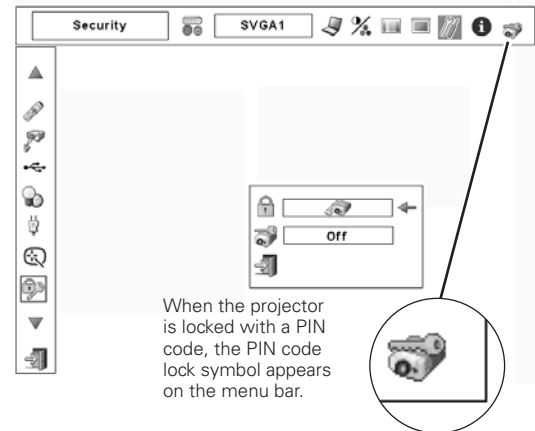 Security
SVGA1
Off
When the projector
is locked with a PIN
code, the PIN code
lock symbol appears
on the menu bar.